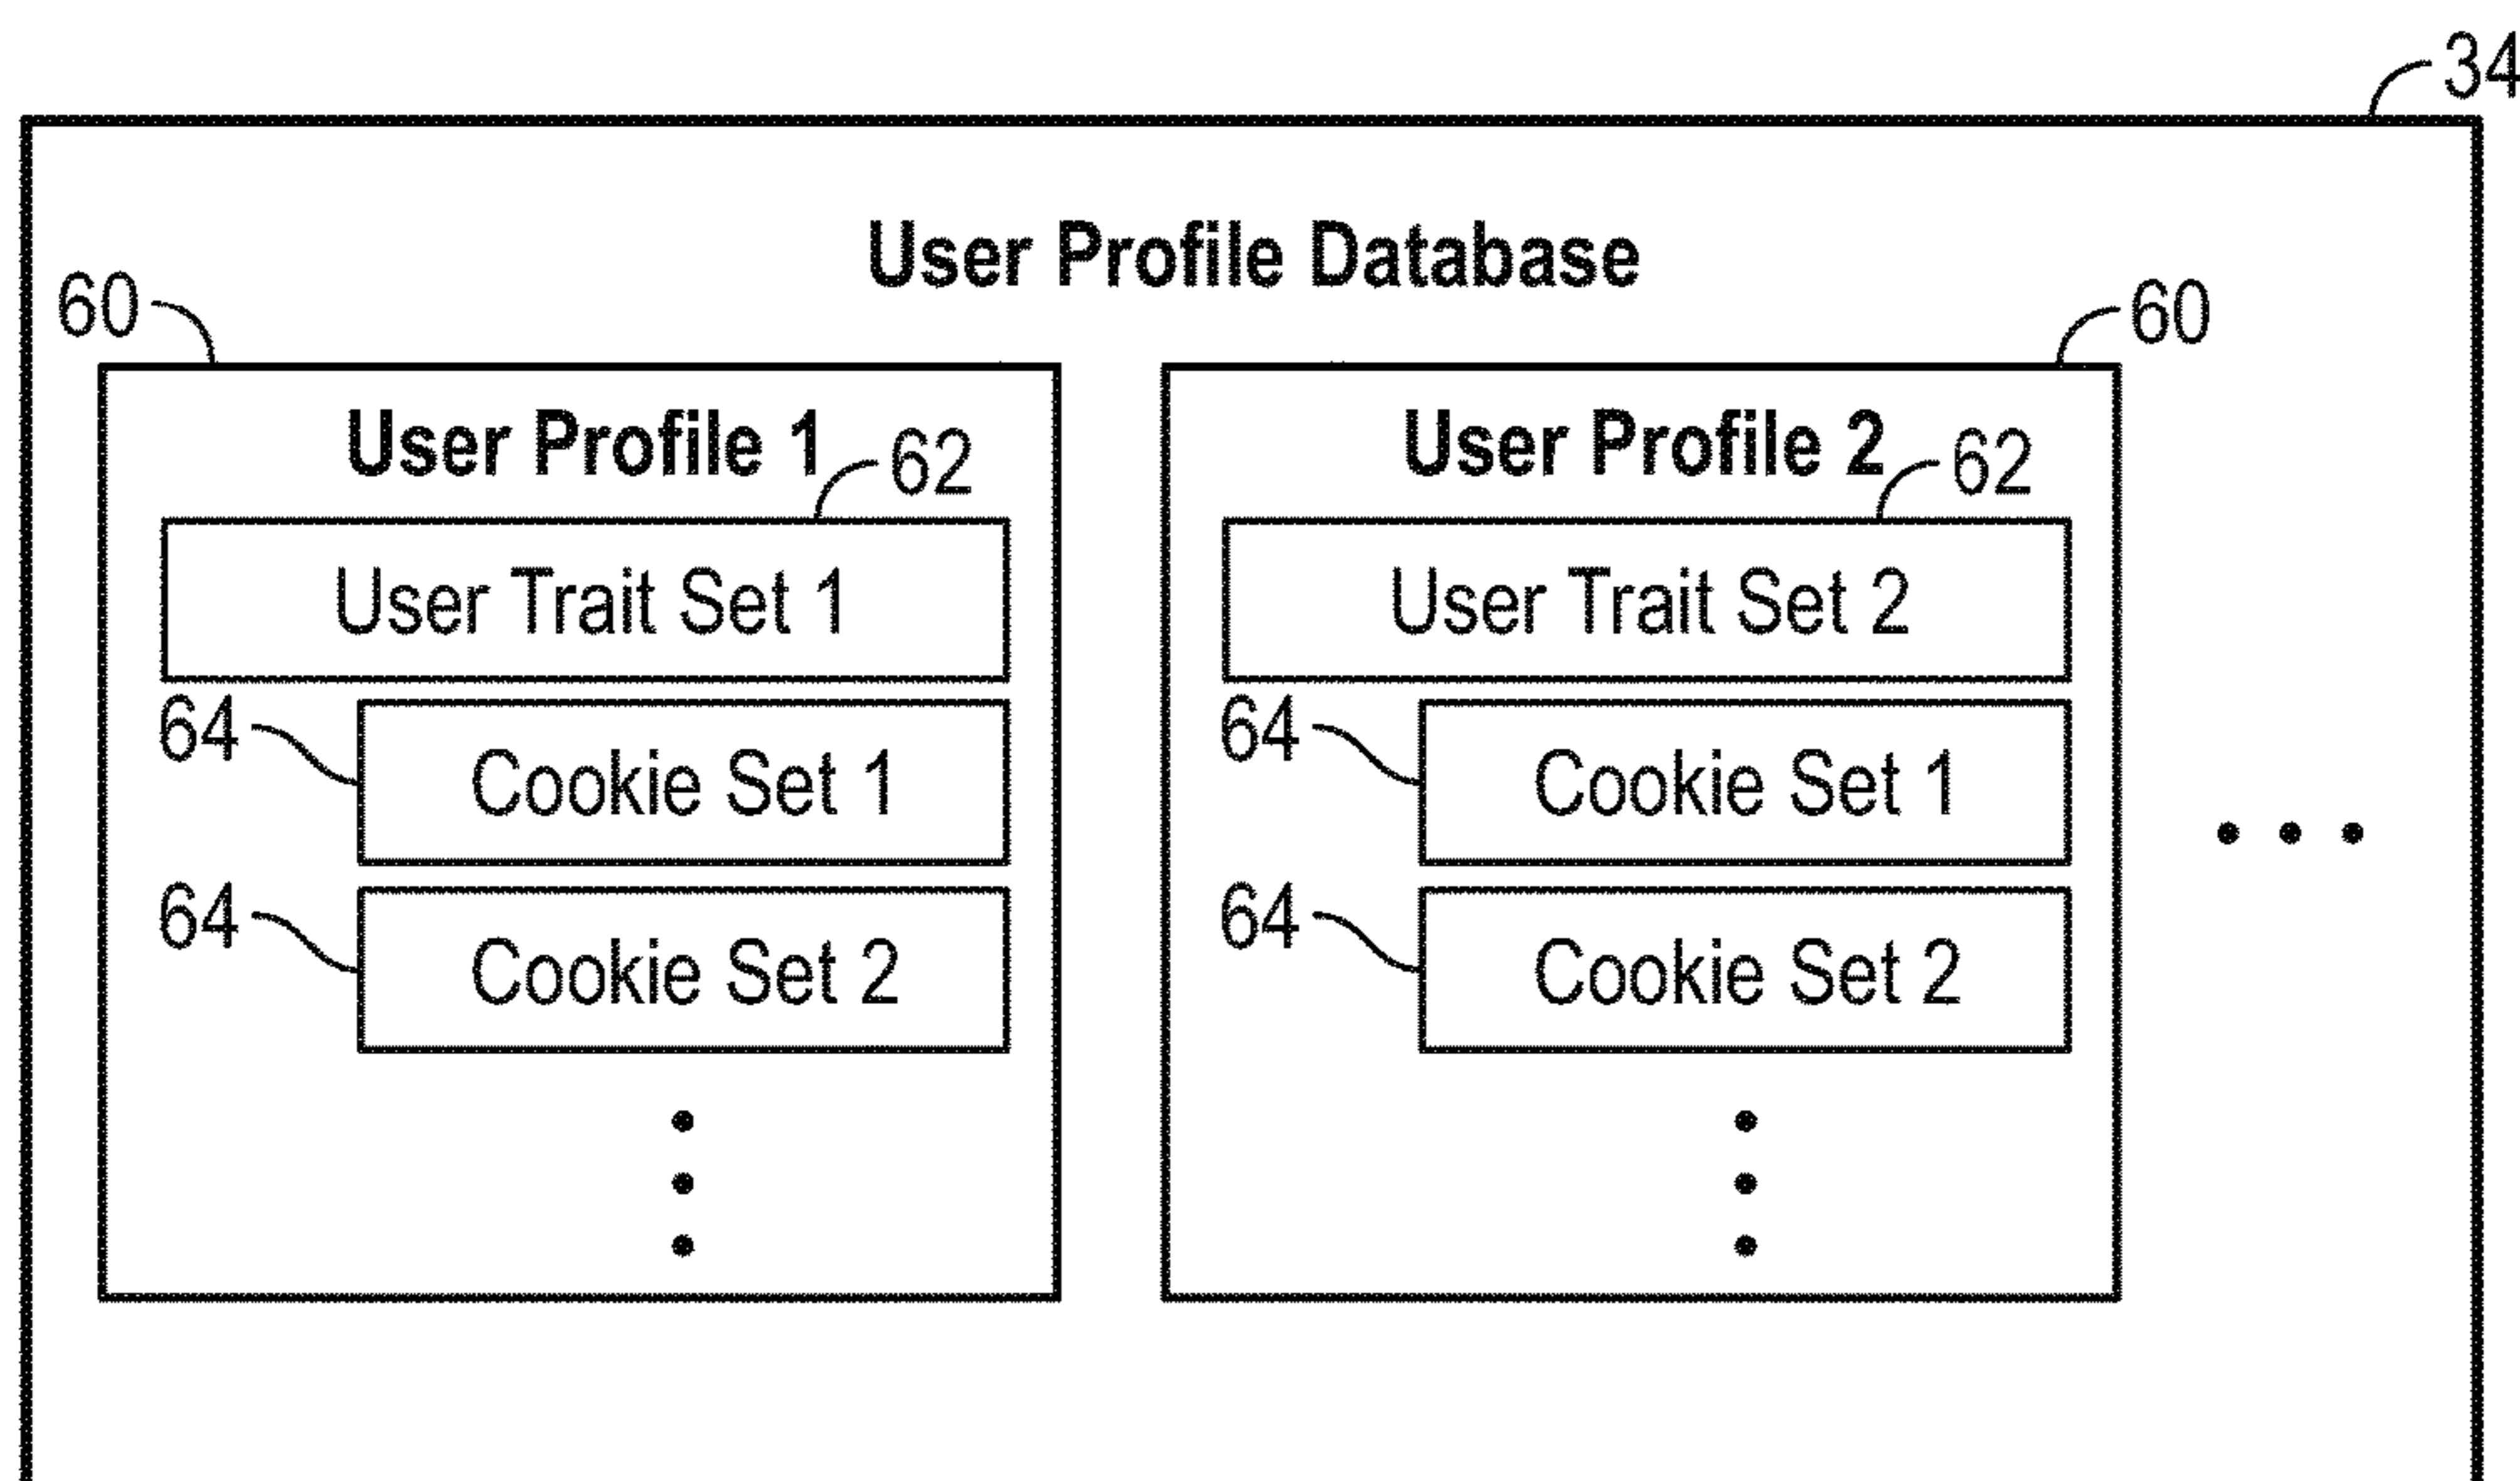 34
User Profile Database
60
60
User Profile 1
62
User Trait Set 1
64
Cookie Set 1
64
Cookie Set 2
User Profile 2
62
User Trait Set 2
64
Cookie Set 1
64
Cookie Set 2